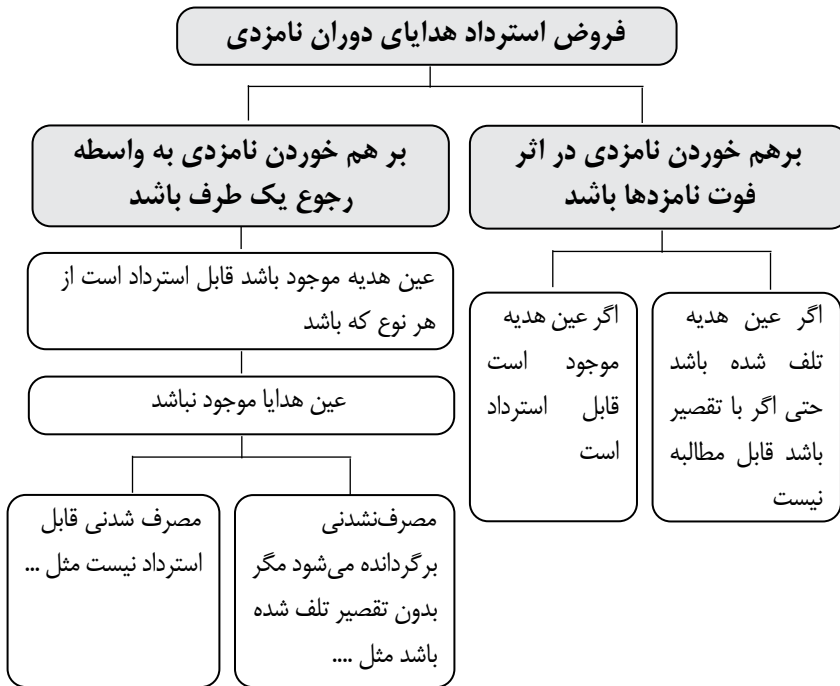 فروض استرداد هدایای دوران نامزدی
برهم خوردن نامزدی در اثر
فوت نامزدها باشد
اگر عین هدیه
تلف شده باشد
حتی اگر با تقصیر
باشد قابل مطالبه
نیست
اگر عین هدیه
موجود است
قابل استرداد
است
بر هم خوردن نامزدی به واسطه
رجوع یک طرف باشد
عین هدیه موجود باشد قابل استرداد است از
هر نوع که باشد
عین هدایا موجود نباشد
مصرف‌نشدنی
برگردانده می‌شود مگر
بدون تقصیر تلف شده
باشد مثل ....
مصرف شدنی قابل
استرداد نیست مثل ...